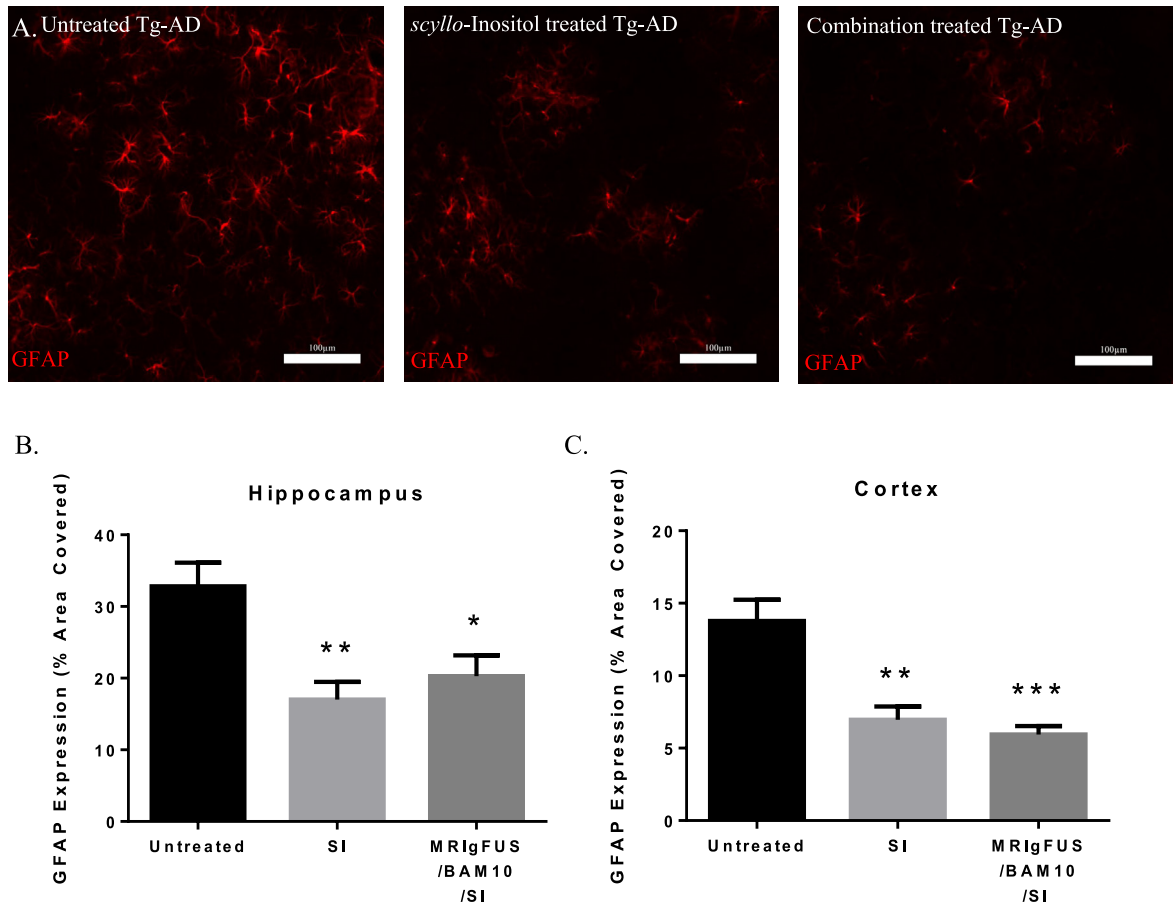 A. Untreated Tg-AD
scyllo-Inositol treated Tg-AD
Combination treated Tg-AD
100µm
GFAP
100µm
GFAP
100µm
GFAP
B.
Hippocampus
GFAP Expression (% Area Covered)
40
30
20
10
0
**
*
Untreated
SI
MRIgFUS
/BAM10
/SI
C.
Cortex
GFAP Expression (% Area Covered)
20
15
10
5
0
**
***
Untreated
SI
MRIgFUS
/BAM10
/SI